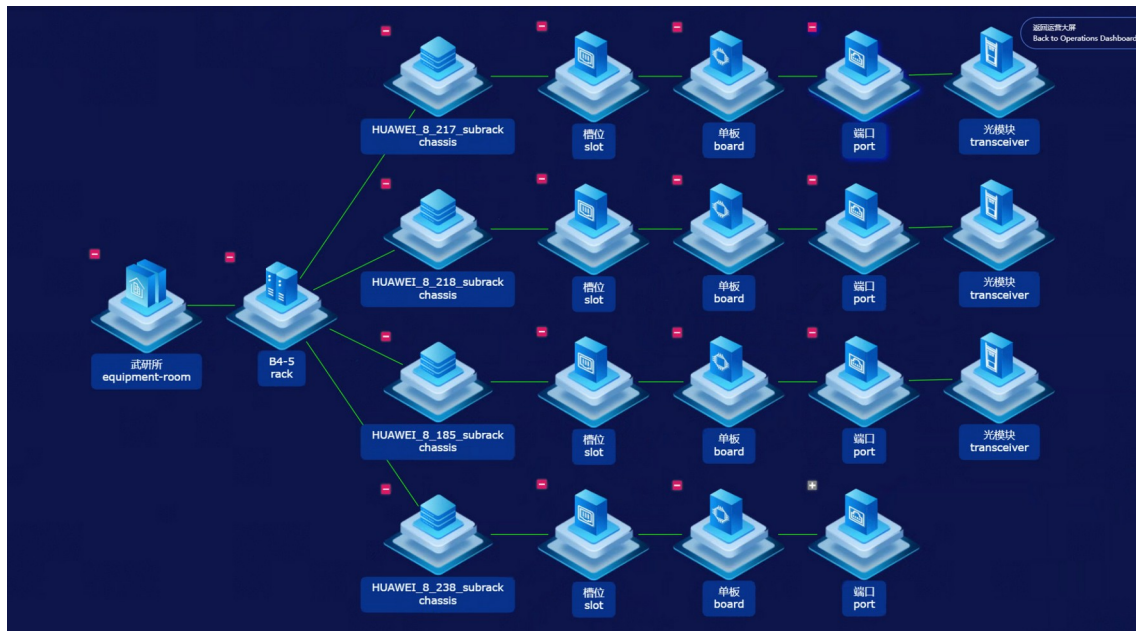 返回运营大屏
Back to Operations Dashboard
HUAWEI_8_217_subrack
chassis
槽位
slot
单板
board
端口
port
光模块
transceiver
HUAWEI_8_218_subrack
chassis
槽位
slot
单板
board
端口
port
光模块
transceiver
武研所
equipment-room
B4-5
rack
HUAWEI_8_185_subrack
chassis
槽位
slot
单板
board
端口
port
光模块
transceiver
HUAWEI_8_238_subrack
chassis
槽位
slot
单板
board
端口
port